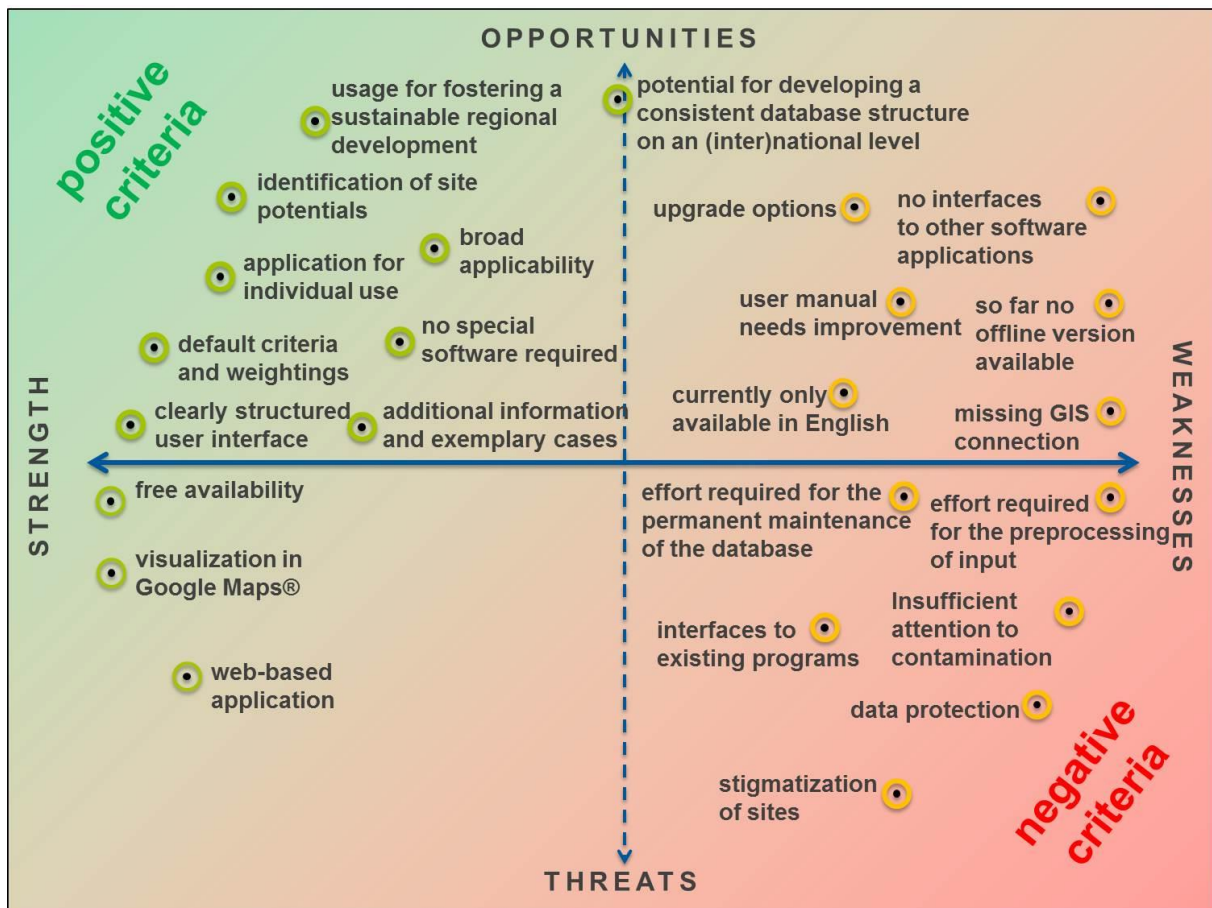 OPPORTUNITIES
positive
criteria
usage for fostering a
sustainable regional
development
potential for developing a
consistent database structure
on an (inter)national level
identification of site
potentials
upgrade options
no interfaces
to other software
applications
broad
applicability
application for
individual use
user manual
needs improvement
so far no
offline version
available
no special
software required
default criteria
and weightings
currently only
available in English
clearly structured
user interface
additional information
and exemplary cases
missing GIS
connection
STRENGTH
WEAKNESSES
free availability
effort required for the
permanent maintenance
of the database
effort required
for the preprocessing
of input
visualization in
Google Maps®
interfaces to
existing programs
Insufficient
attention to
contamination
web-based
application
data protection
stigmatization
of sites
negative
criteria
THREATS